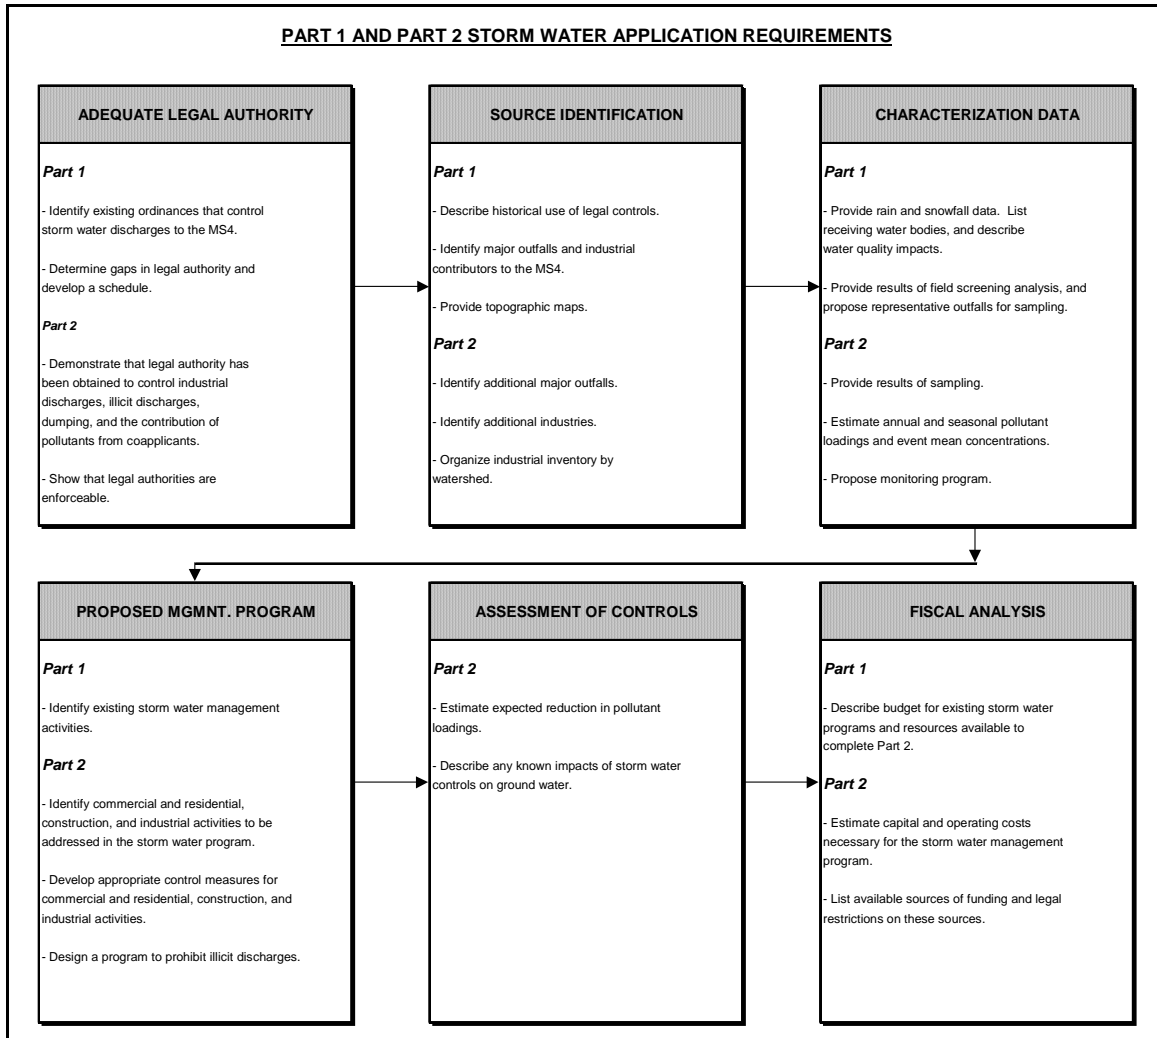 PART 1 AND PART 2 STORM WATER APPLICATION REQUIREMENTS
ADEQUATE LEGAL AUTHORITY
Part 1
- Identify existing ordinances that control
storm water discharges to the MS4.
- Determine gaps in legal authority and
develop a schedule.
Part 2
- Demonstrate that legal authority has
been obtained to control industrial
discharges, illicit discharges,
dumping, and the contribution of
pollutants from coapplicants.
- Show that legal authorities are
enforceable.
SOURCE IDENTIFICATION
Part 1
- Describe historical use of legal controls.
- Identify major outfalls and industrial
contributors to the MS4.
- Provide topographic maps.
Part 2
- Identify additional major outfalls.
- Identify additional industries.
- Organize industrial inventory by
watershed.
CHARACTERIZATION DATA
Part 1
- Provide rain and snowfall data. List
receiving water bodies, and describe
water quality impacts.
- Provide results of field screening analysis, and
propose representative outfalls for sampling.
Part 2
- Provide results of sampling.
- Estimate annual and seasonal pollutant
loadings and event mean concentrations.
- Propose monitoring program.
PROPOSED MGMNT. PROGRAM
Part 1
- Identify existing storm water management
activities.
Part 2
- Identify commercial and residential,
construction, and industrial activities to be
addressed in the storm water program.
- Develop appropriate control measures for
commercial and residential, construction, and
industrial activities.
- Design a program to prohibit illicit discharges.
ASSESSMENT OF CONTROLS
Part 2
- Estimate expected reduction in pollutant
loadings.
- Describe any known impacts of storm water
controls on ground water.
FISCAL ANALYSIS
Part 1
- Describe budget for existing storm water
programs and resources available to
complete Part 2.
Part 2
- Estimate capital and operating costs
necessary for the storm water management
program.
- List available sources of funding and legal
restrictions on these sources.